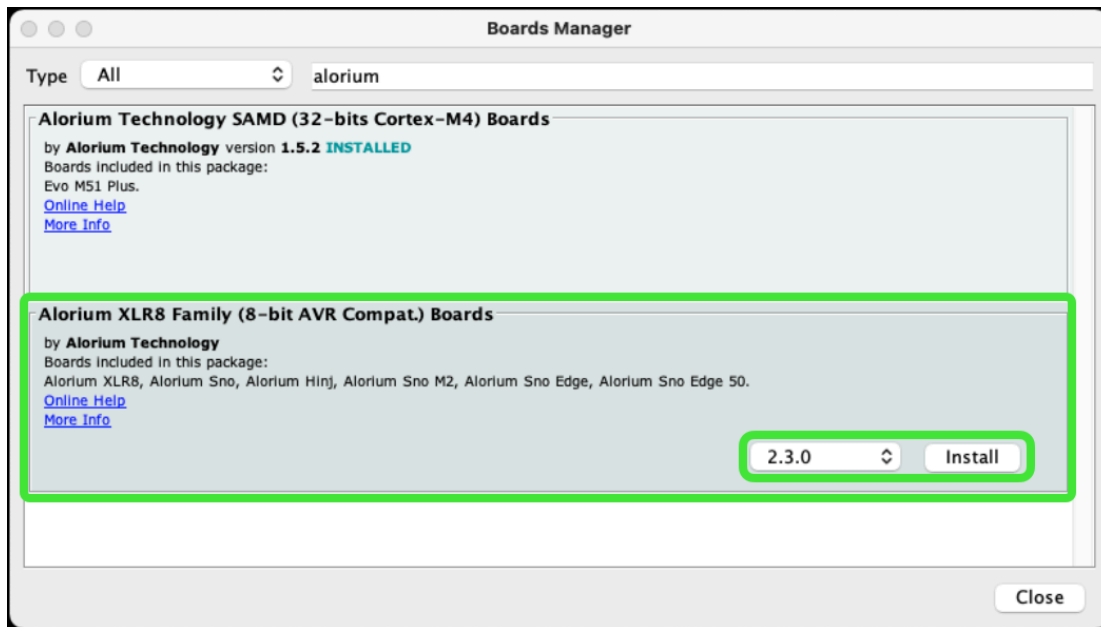 Boards Manager
Type All alorium
Alorium Technology SAMD (32-bits Cortex-M4) Boards
by Alorium Technology version 1.5.2 INSTALLED
Boards included in this package:
Evo M51 Plus.
Online Help
More Info
Alorium XLR8 Family (8-bit AVR Compat.) Boards
by Alorium Technology
Boards included in this package:
Alorium XLR8, Alorium Sno, Alorium Hinj, Alorium Sno M2, Alorium Sno Edge, Alorium Sno Edge 50.
Online Help
More Info
2.3.0 Install
Close